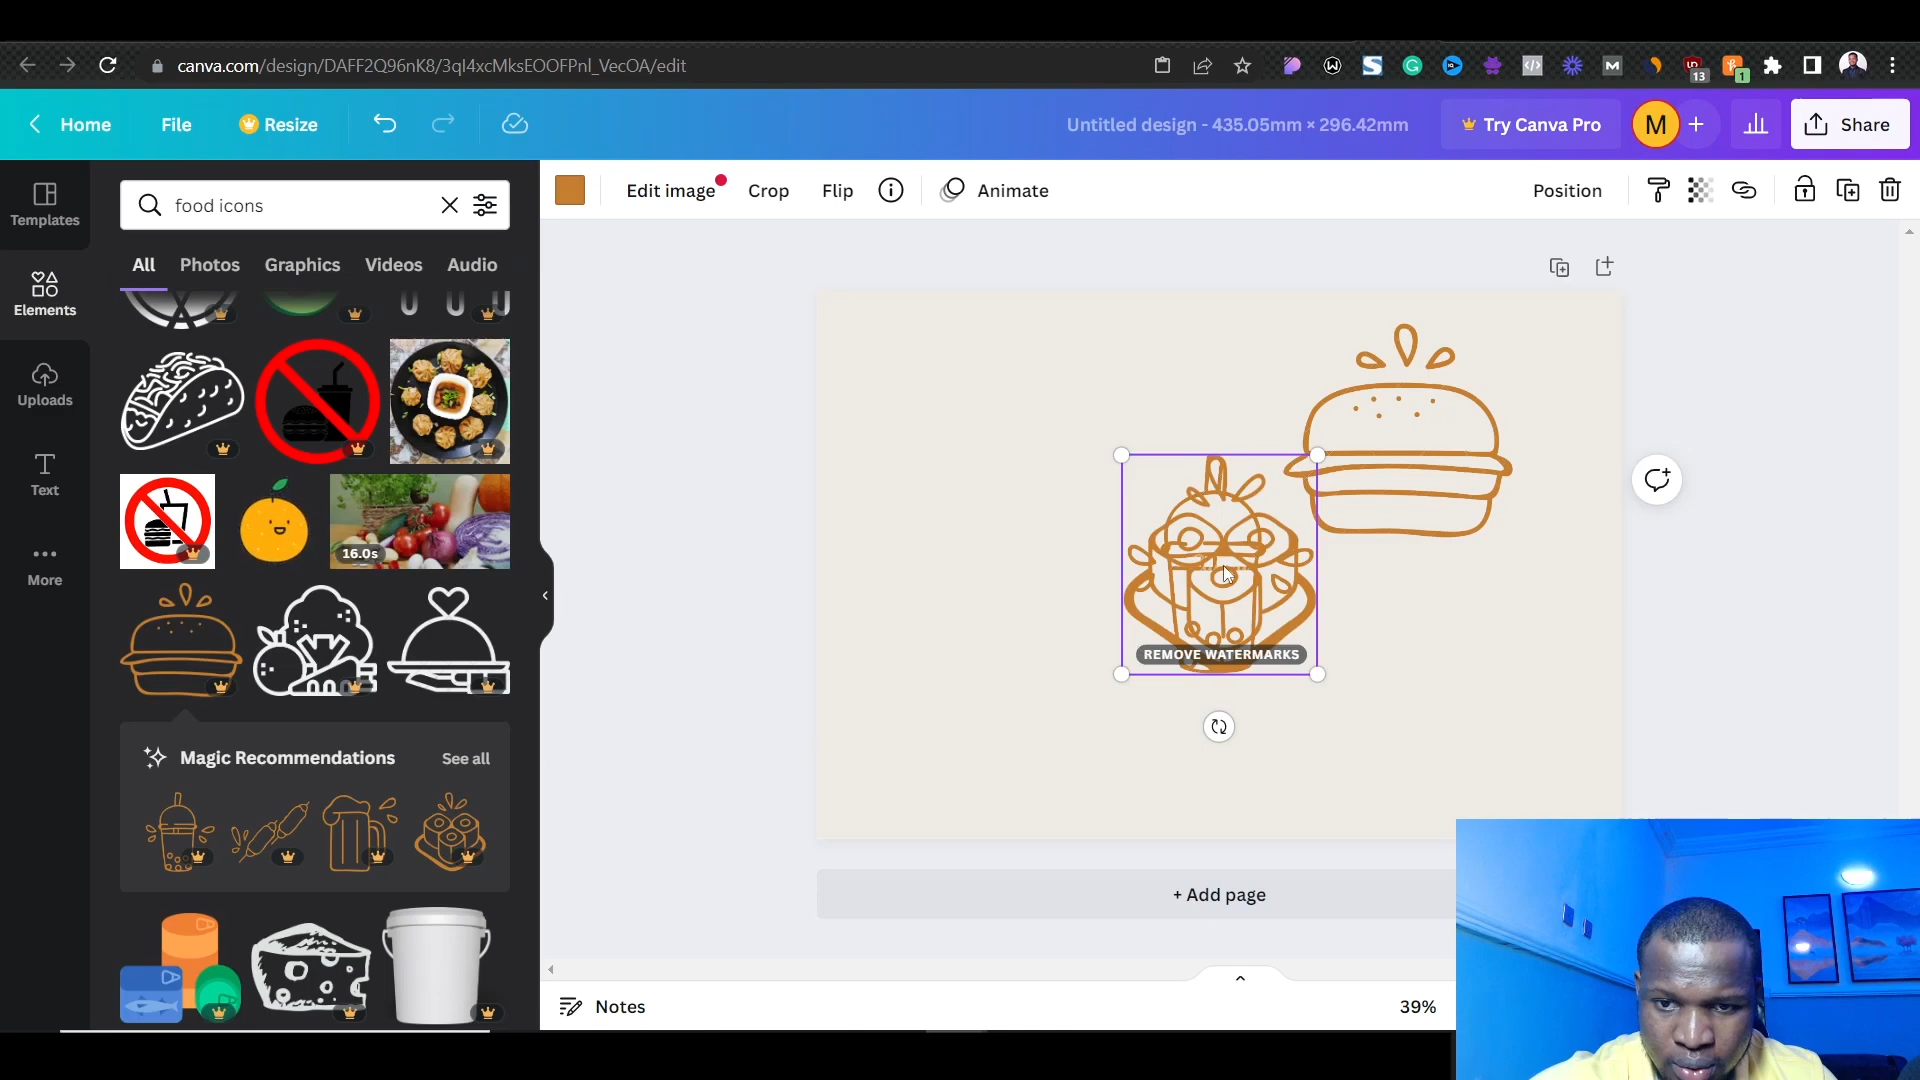 canva.com/design/DAFF2Q96nK8/3ql4xcMksEOOFPnl_VecOA/edit
13
1
Home
File
Resize
Untitled design - 435.05mm × 296.42mm
Try Canva Pro
M
Share
Templates
Elements
Uploads
Text
More
food icons
All
Photos
Graphics
Videos
Audio
16.0s
Magic Recommendations
See all
Edit image
Crop
Flip
Animate
Position
REMOVE WATERMARKS
+ Add page
Notes
39%